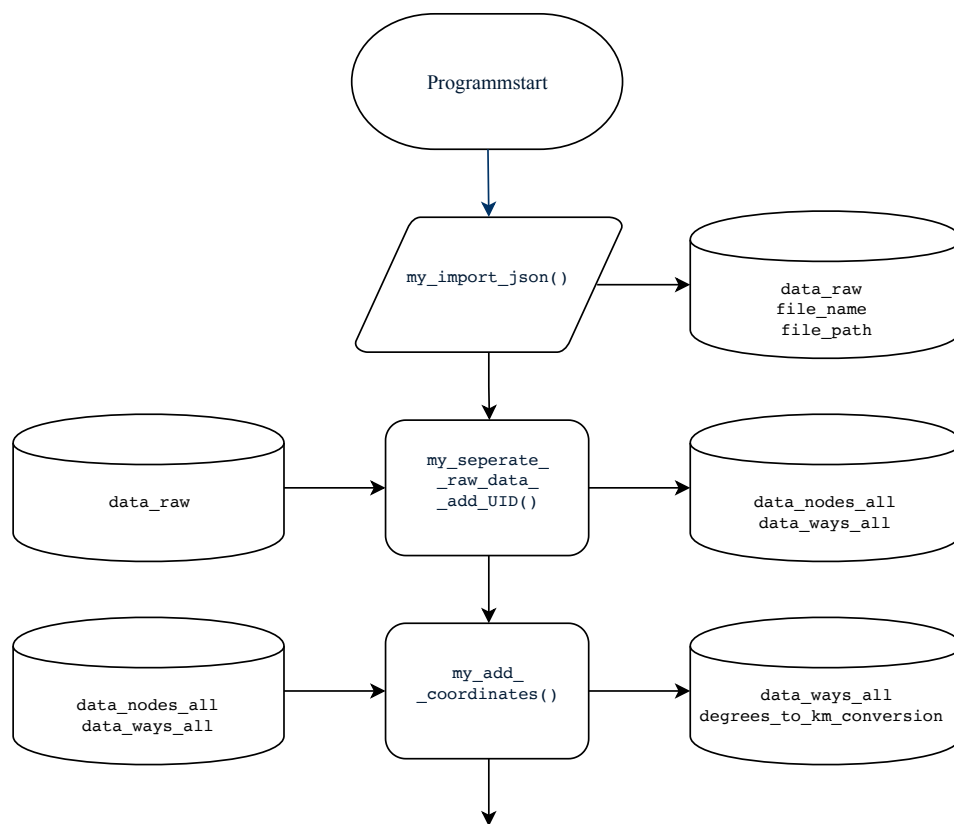 Programmstart
my_import_json()
data_raw
file_name
file_path
data_raw
my_seperate_
_raw_data_
_add_UID()
data_nodes_all
data_ways_all
data_nodes_all
data_ways_all
my_add_
_coordinates()
data_ways_all
degrees_to_km_conversion